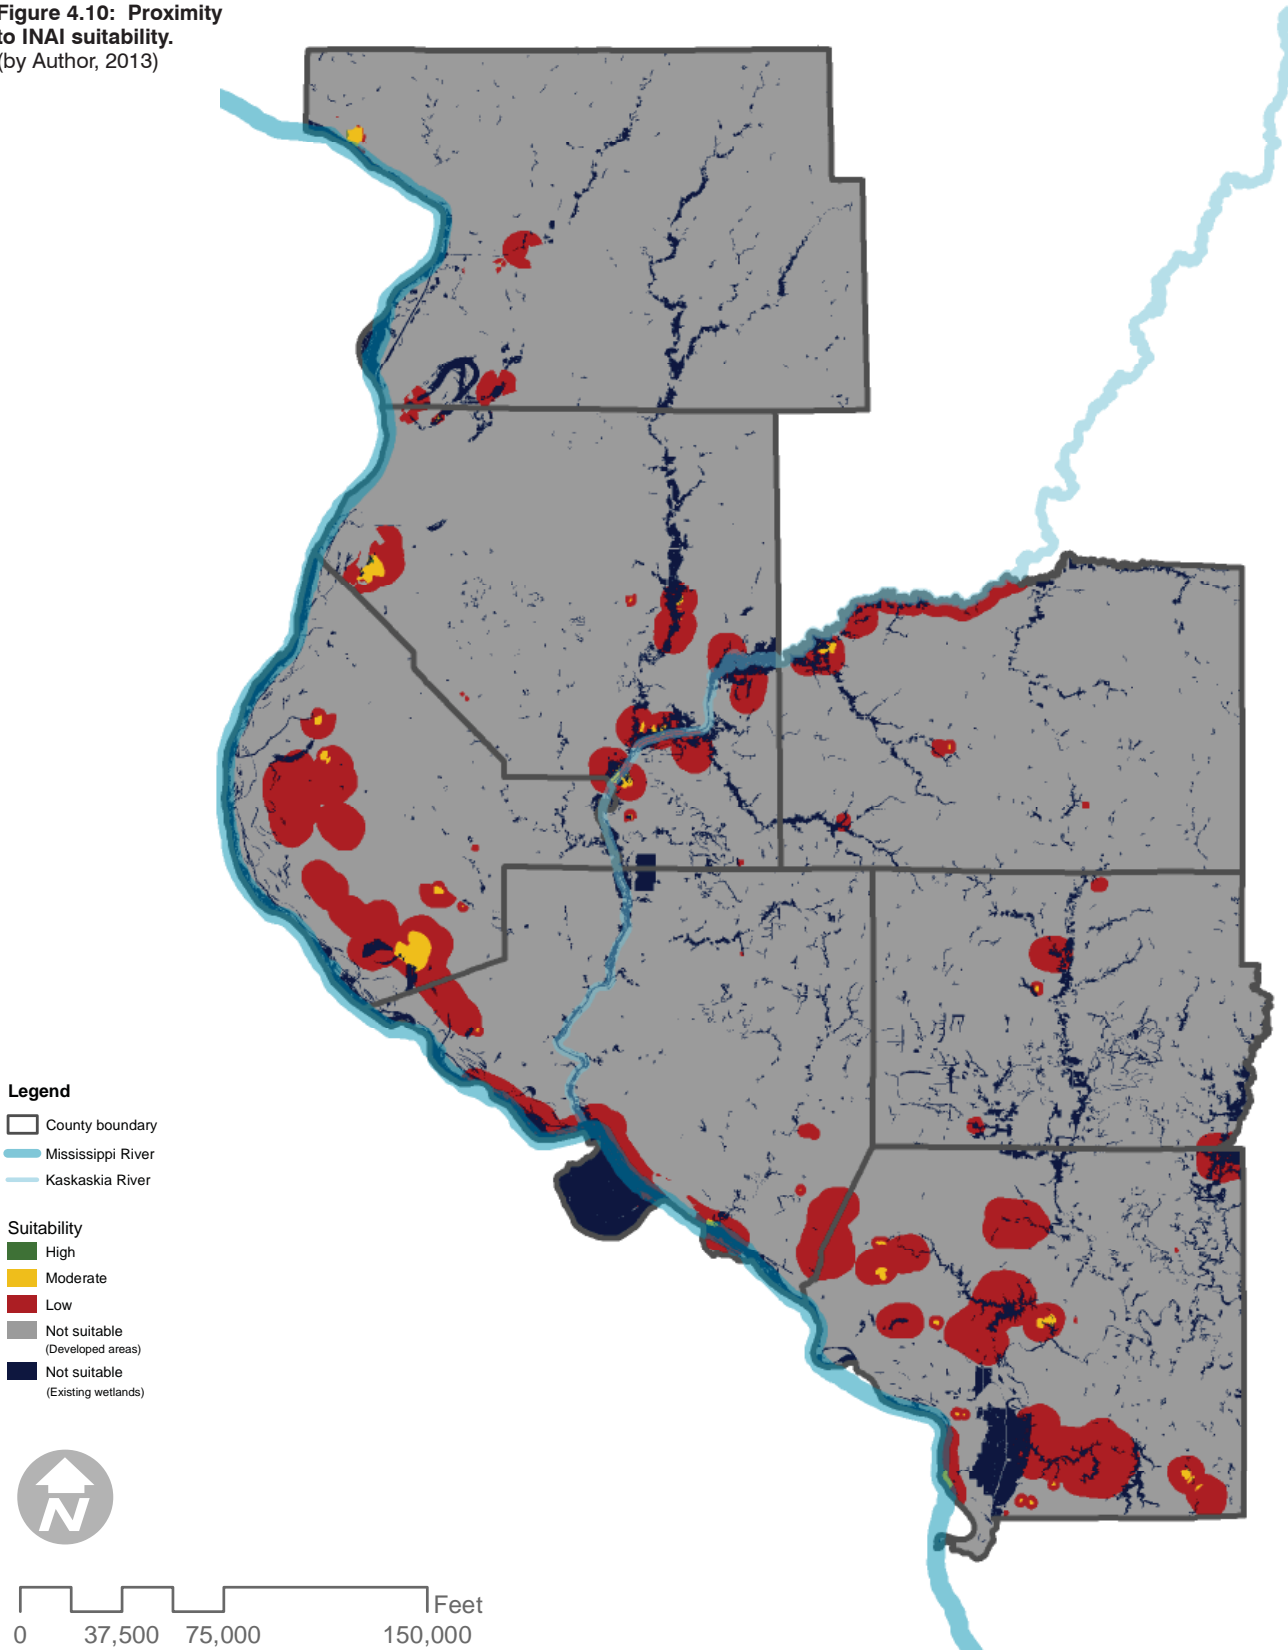 Figure 4.10: Proximity
to INAI suitability.
(by Author, 2013)
Legend
County boundary
Mississippi River
Kaskaskia River
Suitability
High
Moderate
Low
Not suitable
(Developed areas)
Not suitable
(Existing wetlands)
N
Feet
0 37,500 75,000 150,000